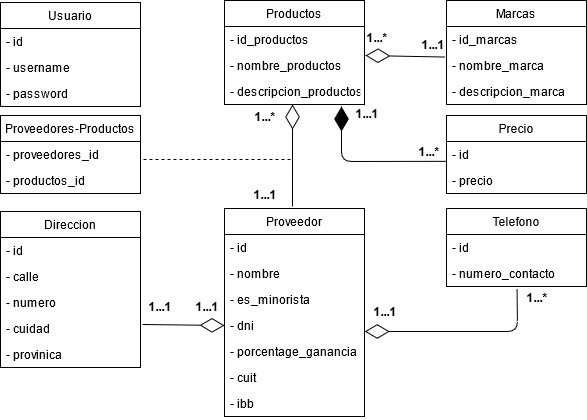 Usuario
- id
- username
- password
Productos
- id_productos
- nombre_productos
- descripcion_productos
Marcas
- id_marcas
- nombre_marca
- descripcion_marca
1...*
1...1
Proveedores-Productos
- proveedores_id
- productos_id
1...*
1...1
1...*
Precio
- id
- precio
1...1
Direccion
- id
- calle
- numero
- cuidad
- provinica
1...1
1...1
Proveedor
- id
- nombre
- es_minorista
- dni
- porcentage_ganancia
- cuit
- ibb
Telefono
- id
- numero_contacto
1...*
1...1